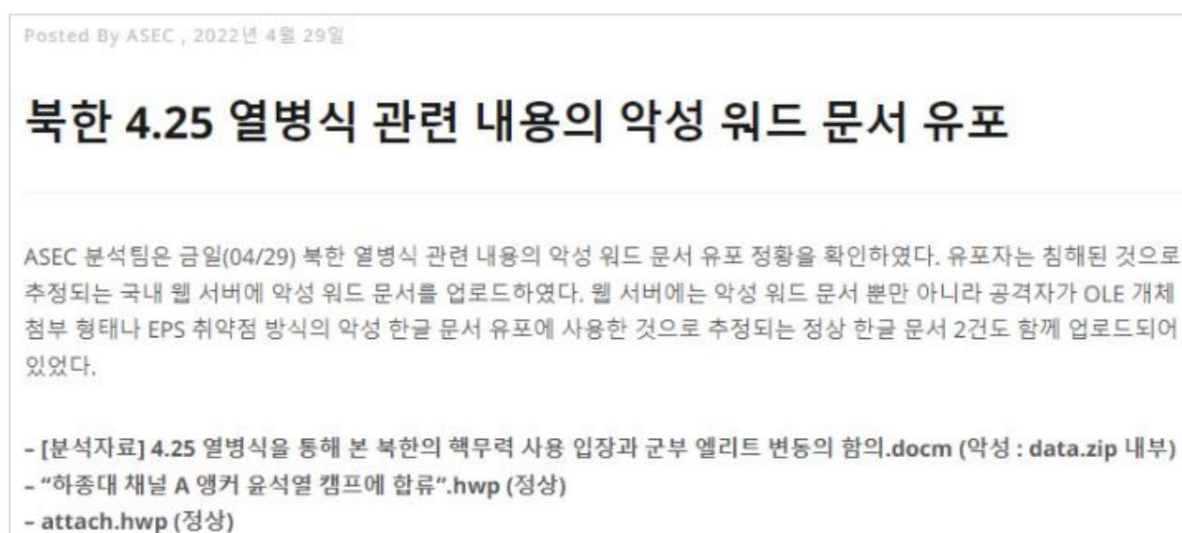 Posted By ASEC , 2022년 4월 29일
북한 4.25 열병식 관련 내용의 악성 워드 문서 유포
ASEC 분석팀은 금일(04/29) 북한 열병식 관련 내용의 악성 워드 문서 유포 정황을 확인하였다. 유포자는 침해된 것으로
추정되는 국내 웹 서버에 악성 워드 문서를 업로드하였다. 웹 서버에는 악성 워드 문서 뿐만 아니라 공격자가 OLE 개체
첨부 형태나 EPS 취약점 방식의 악성 한글 문서 유포에 사용한 것으로 추정되는 정상 한글 문서 2건도 함께 업로드되어
있었다.
– [분석자료] 4.25 열병식을 통해 본 북한의 핵무력 사용 입장과 군부 엘리트 변동의 함의.docm (악성 : data.zip 내부)
– “하종대 채널 A 앵커 윤석열 캠프에 합류”.hwp (정상)
– attach.hwp (정상)